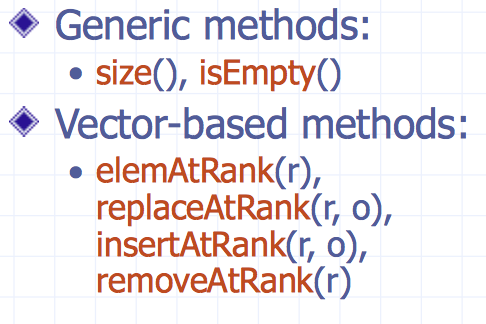 Generic methods:
• size(), isEmpty()
Vector-based methods:
• elemAtRank(r),
replaceAtRank(r, o),
insertAtRank(r, o),
removeAtRank(r)